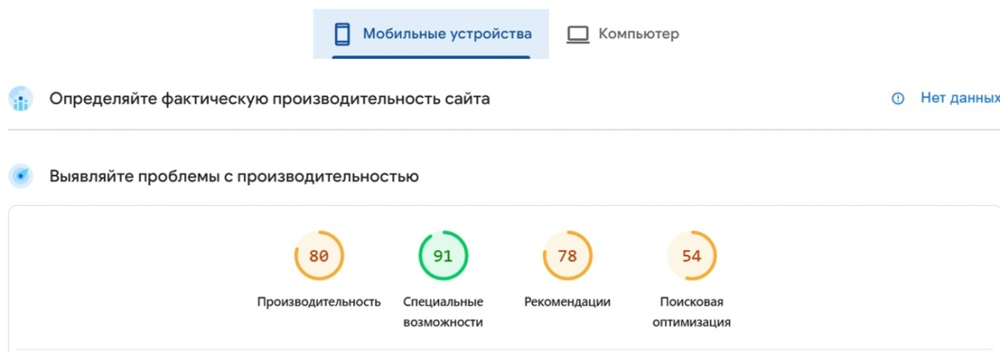 Мобильные устройства
Компьютер
Определяйте фактическую производительность сайта
Нет данных
Выявляйте проблемы с производительностью
80
91
78
54
Производительность
Специальные
возможности
Рекомендации
Поисковая
оптимизация